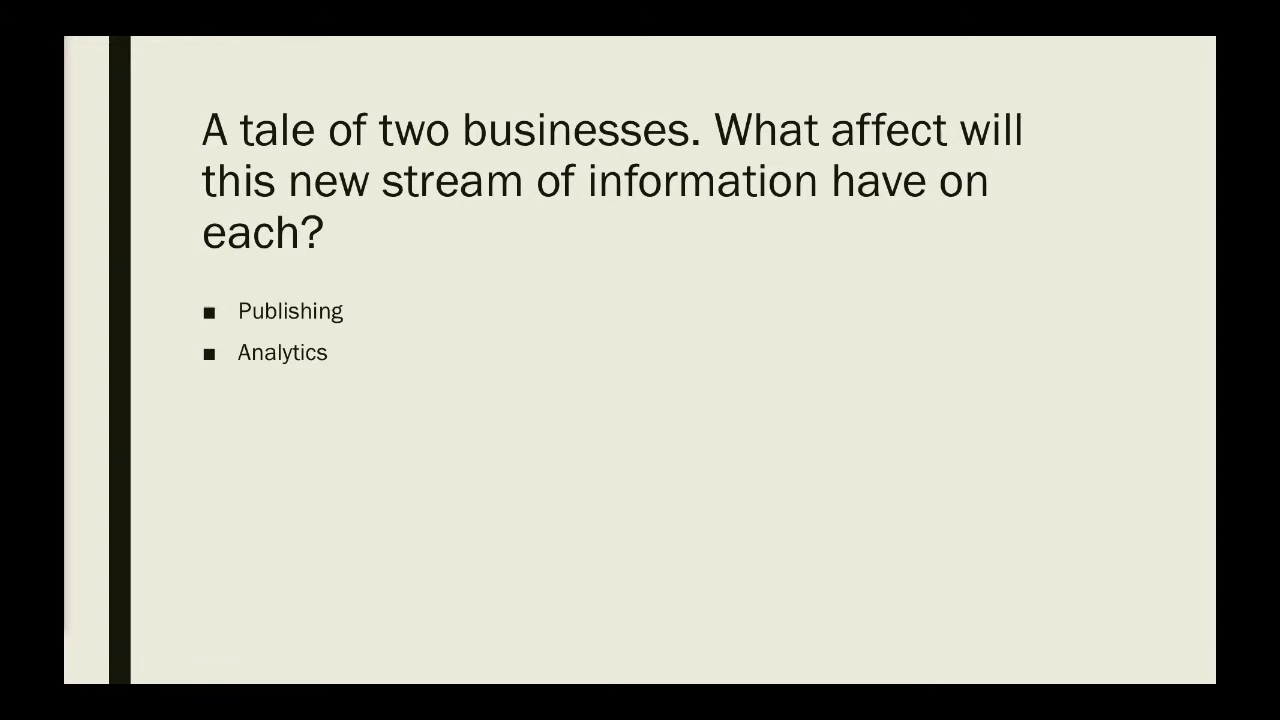 A tale of two businesses. What affect will
this new stream of information have on
each?
■ Publishing
■ Analytics